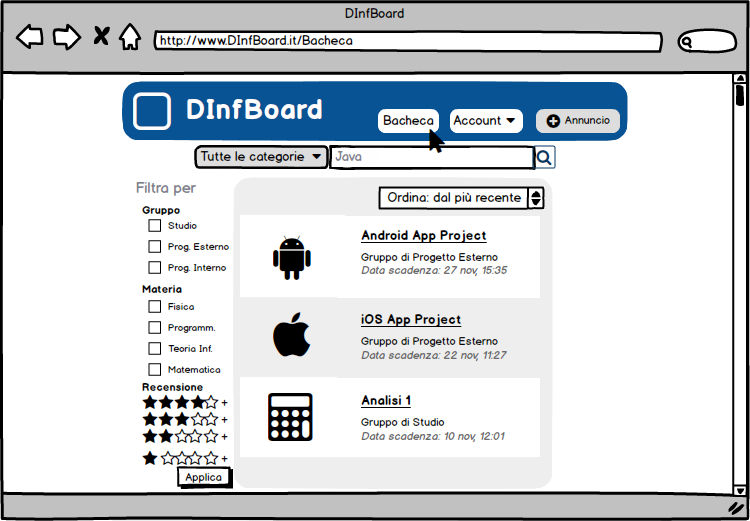 DInfBoard
http://www.DInfBoard.it/Bacheca
DInfBoard
Bacheca
Account
Annuncio
Tutte le categorie
Java
Filtra per
Gruppo
Studio
Prog. Esterno
Prog. Interno
Materia
Fisica
Programm.
Teoria Inf.
Matematica
Recensione
+
+
+
+
Applica
Ordina: dal più recente
Android App Project
Gruppo di Progetto Esterno
Data scadenza: 27 nov, 15:35
iOS App Project
Gruppo di Progetto Esterno
Data scadenza: 22 nov, 11:27
Analisi 1
Gruppo di Studio
Data scadenza: 10 nov, 12:01